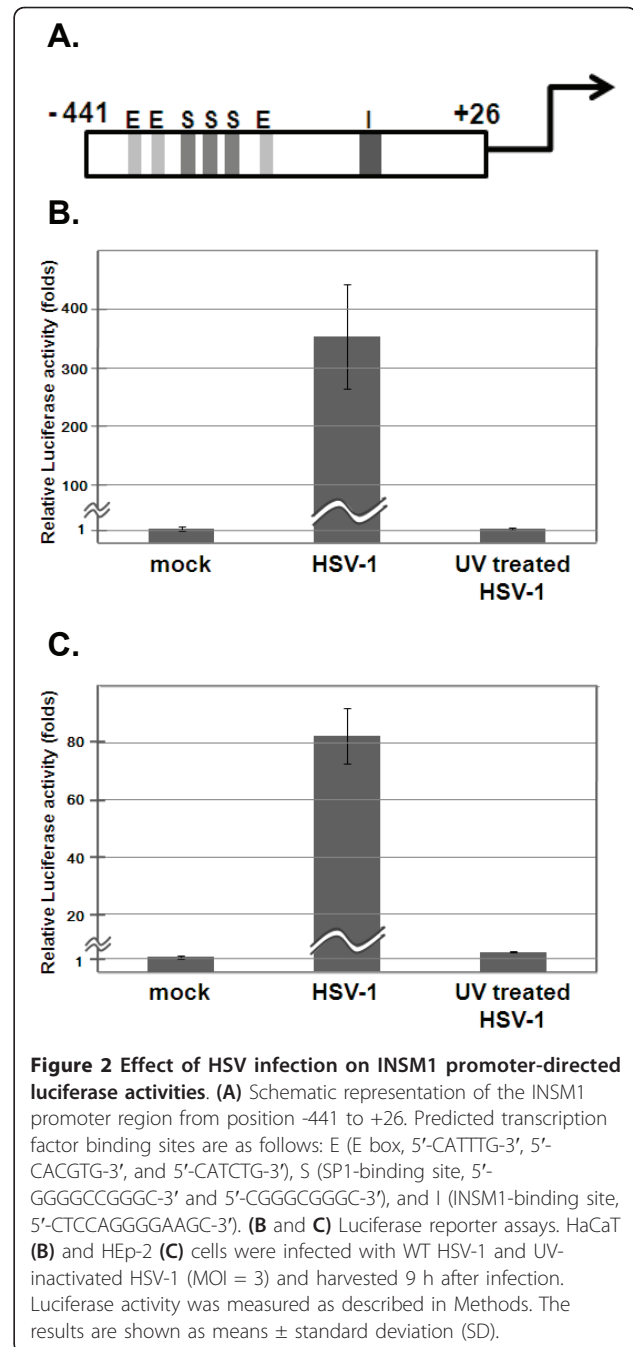 A.
- 441 E E S S S E I +26
B.
Relative Luciferase activity (folds)
400
300
200
100
1
mock HSV-1 UV treated
HSV-1
C.
Relative Luciferase activity (folds)
80
60
40
20
1
mock HSV-1 UV treated
HSV-1
Figure 2 Effect of HSV infection on INSM1 promoter-directed
luciferase activities. (A) Schematic representation of the INSM1
promoter region from position -441 to +26. Predicted transcription
factor binding sites are as follows: E (E box, 5′-CATTTG-3′, 5′-
CACGTG-3′, and 5′-CATCTG-3′), S (SP1-binding site, 5′-
GGGGCCGGGC-3′ and 5′-CGGGCGGGC-3′), and I (INSM1-binding site,
5′-CTCCAGGGGAAGC-3′). (B and C) Luciferase reporter assays. HaCaT
(B) and HEp-2 (C) cells were infected with WT HSV-1 and UV-
inactivated HSV-1 (MOI = 3) and harvested 9 h after infection.
Luciferase activity was measured as described in Methods. The
results are shown as means ± standard deviation (SD).